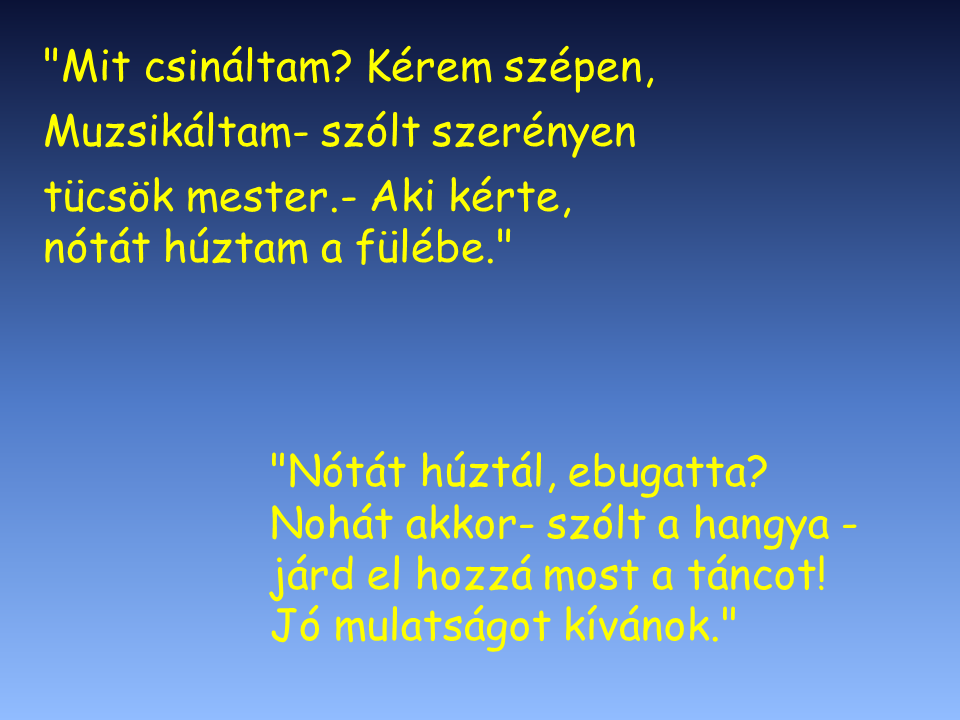 "Mit csináltam? Kérem szépen,
Muzsikáltam- szólt szerényen
tücsök mester.- Aki kérte,
nótát húztam a fülébe."
"Nótát húztál, ebugatta?
Nohát akkor- szólt a hangya -
járd el hozzá most a táncot!
Jó mulatságot kívánok."